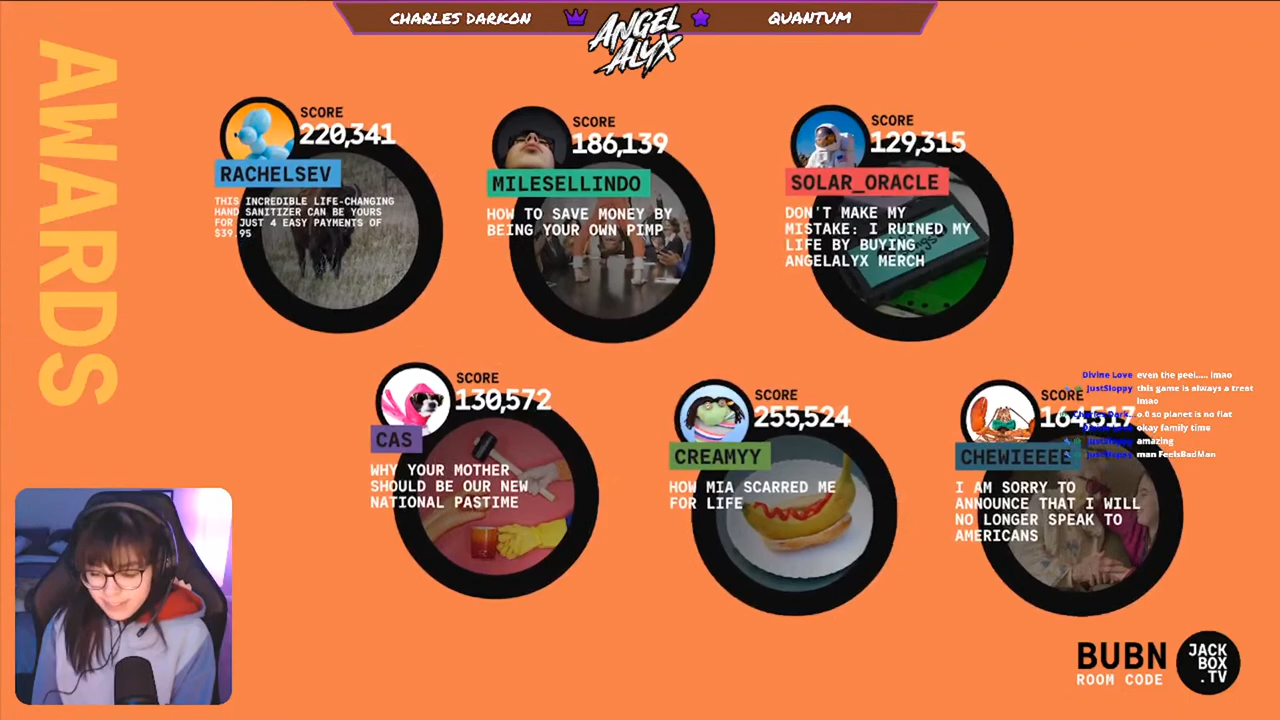 CHARLES DARKON
ANGEL
ALYX
QUANTUM
AWARDS
SCORE
220,341
RACHELSEV
THIS INCREDIBLE LIFE-CHANGING
HAND SANITIZER CAN BE YOURS
FOR JUST 4 EASY PAYMENTS OF
$39.95
SCORE
186,139
MILESELLINDO
HOW TO SAVE MONEY BY
BEING YOUR OWN PIMP
SCORE
129,315
SOLAR_ORACLE
DON'T MAKE MY
MISTAKE: I RUINED MY
LIFE BY BUYING
ANGELALYX MERCH
SCORE
130,572
CAS
WHY YOUR MOTHER
SHOULD BE OUR NEW
NATIONAL PASTIME
SCORE
255,524
CREAMYY
HOW MIA SCARRED ME
FOR LIFE
SCORE
164,517
CHEWIEEEE
I AM SORRY TO
ANNOUNCE THAT I WILL
NO LONGER SPEAK TO
AMERICANS
Divine Love even the peel..... lmao
JustSloppy this game is always a treat
lmao
o.0 so planet is no flat
okay family time
JustSloppy amazing
JustSloppy man FeelsBadMan
BUBN
ROOM CODE
JACK
BOX
.TV